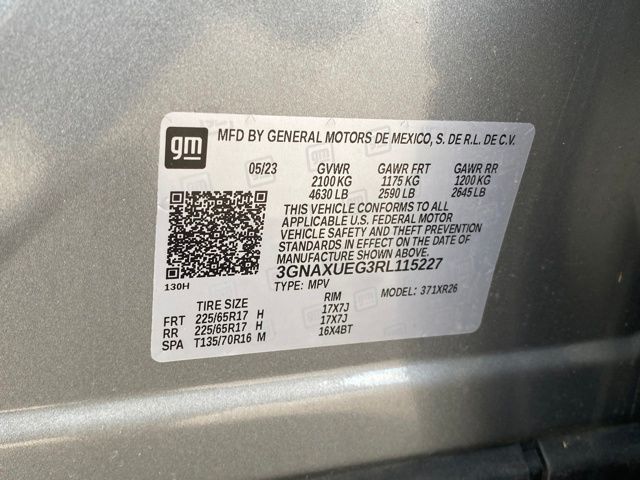 gm
MFD BY GENERAL MOTORS DE MEXICO, S. DE R.L. DE C.V.
05/23 GVWR GAWR FRT GAWR RR
2100 KG 1175 KG 1200 KG
4630 LB 2590 LB 2645 LB
THIS VEHICLE CONFORMS TO ALL
APPLICABLE U.S. FEDERAL MOTOR
VEHICLE SAFETY AND THEFT PREVENTION
STANDARDS IN EFFECT ON THE DATE OF
MANUFACTURE SHOWN ABOVE.
3GNAXUEG3RL115227
130H
TYPE: MPV MODEL: 371XR26
TIRE SIZE RIM
FRT 225/65R17 H 17X7J
RR 225/65R17 H 17X7J
SPA T135/70R16 M 16X4BT